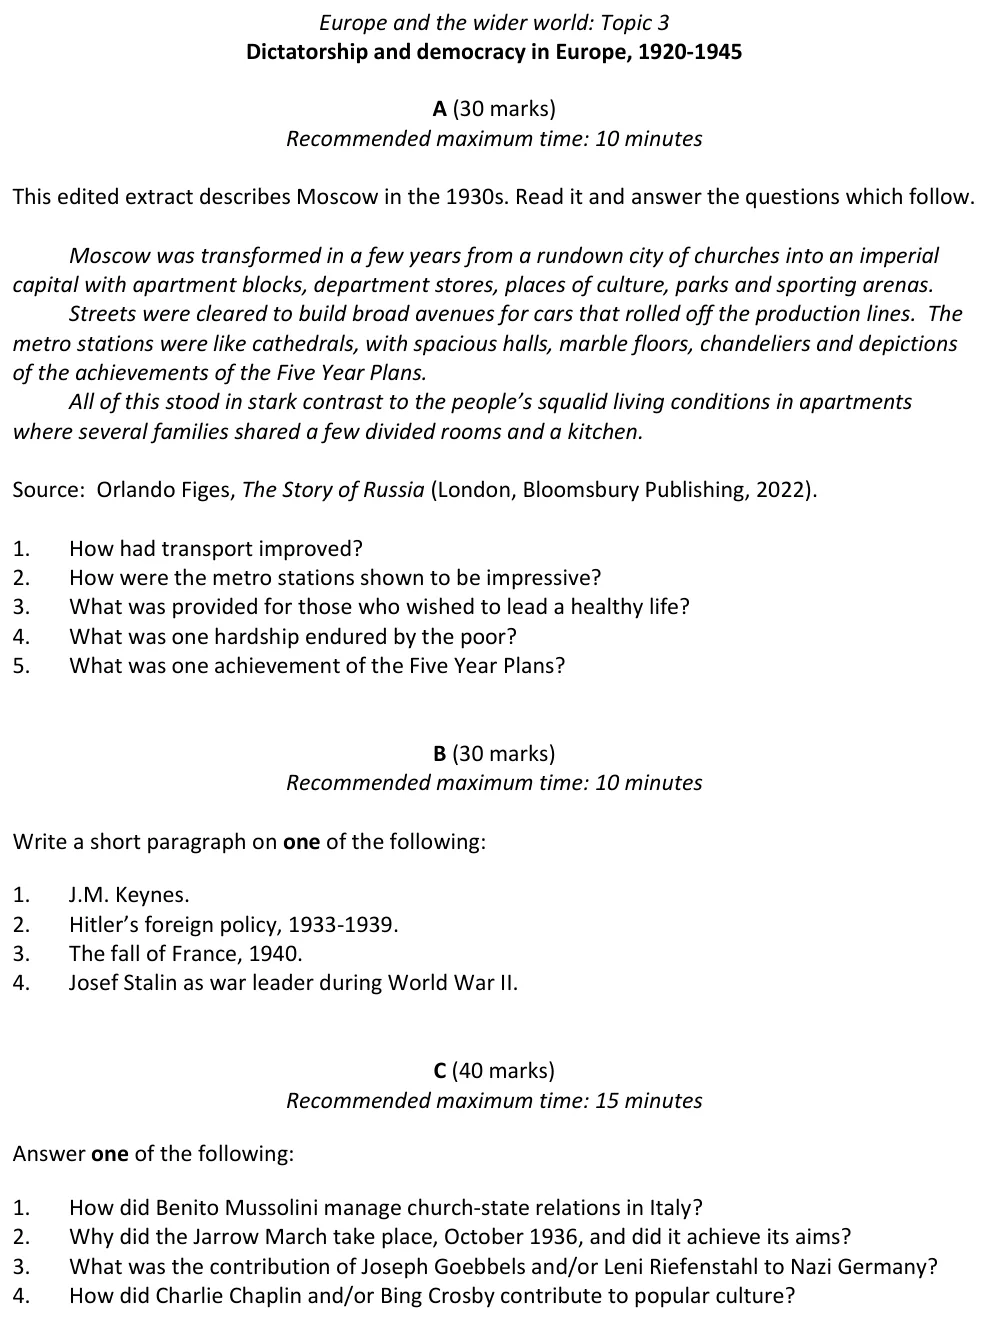 Europe and the wider world: Topic 3
Dictatorship and democracy in Europe, 1920-1945
A (30 marks)
Recommended maximum time: 10 minutes
This edited extract describes Moscow in the 1930s. Read it and answer the questions which follow.
Moscow was transformed in a few years from a rundown city of churches into an imperial
capital with apartment blocks, department stores, places of culture, parks and sporting arenas.
Streets were cleared to build broad avenues for cars that rolled off the production lines. The
metro stations were like cathedrals, with spacious halls, marble floors, chandeliers and depictions
of the achievements of the Five Year Plans.
All of this stood in stark contrast to the people's squalid living conditions in apartments
where several families shared a few divided rooms and a kitchen.
Source: Orlando Figes, The Story of Russia (London, Bloomsbury Publishing, 2022).
1. How had transport improved?
2. How were the metro stations shown to be impressive?
3. What was provided for those who wished to lead a healthy life?
4. What was one hardship endured by the poor?
5. What was one achievement of the Five Year Plans?
B (30 marks)
Recommended maximum time: 10 minutes
Write a short paragraph on one of the following:
1. J.M. Keynes.
2. Hitler's foreign policy, 1933-1939.
3. The fall of France, 1940.
4. Josef Stalin as war leader during World War II.
C (40 marks)
Recommended maximum time: 15 minutes
Answer one of the following:
1. How did Benito Mussolini manage church-state relations in Italy?
2. Why did the Jarrow March take place, October 1936, and did it achieve its aims?
3. What was the contribution of Joseph Goebbels and/or Leni Riefenstahl to Nazi Germany?
4. How did Charlie Chaplin and/or Bing Crosby contribute to popular culture?